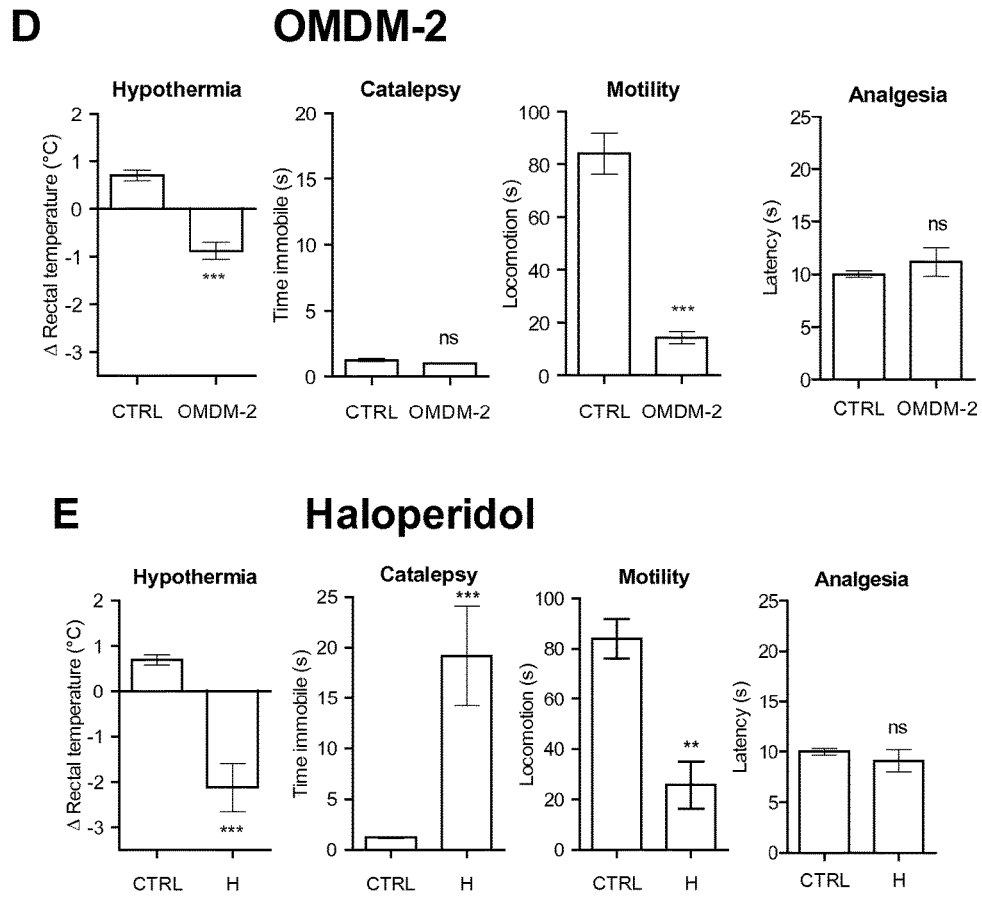 D OMDM-2
Hypothermia Catalepsy Motility Analgesia
Δ Rectal temperature (°C)
2
1
0
-1
-2
-3
***
CTRL OMDM-2
Time immobile (s)
20
15
10
5
0
ns
CTRL OMDM-2
Locomotion (s)
100
80
60
40
20
0
***
CTRL OMDM-2
Latency (s)
25
20
15
10
5
0
ns
CTRL OMDM-2
E Haloperidol
Hypothermia Catalepsy Motility Analgesia
Δ Rectal temperature (°C)
2
1
0
-1
-2
-3
***
CTRL H
Time immobile (s)
25
20
15
10
5
0
***
CTRL H
Locomotion (s)
100
80
60
40
20
0
**
CTRL H
Latency (s)
25
20
15
10
5
0
ns
CTRL H